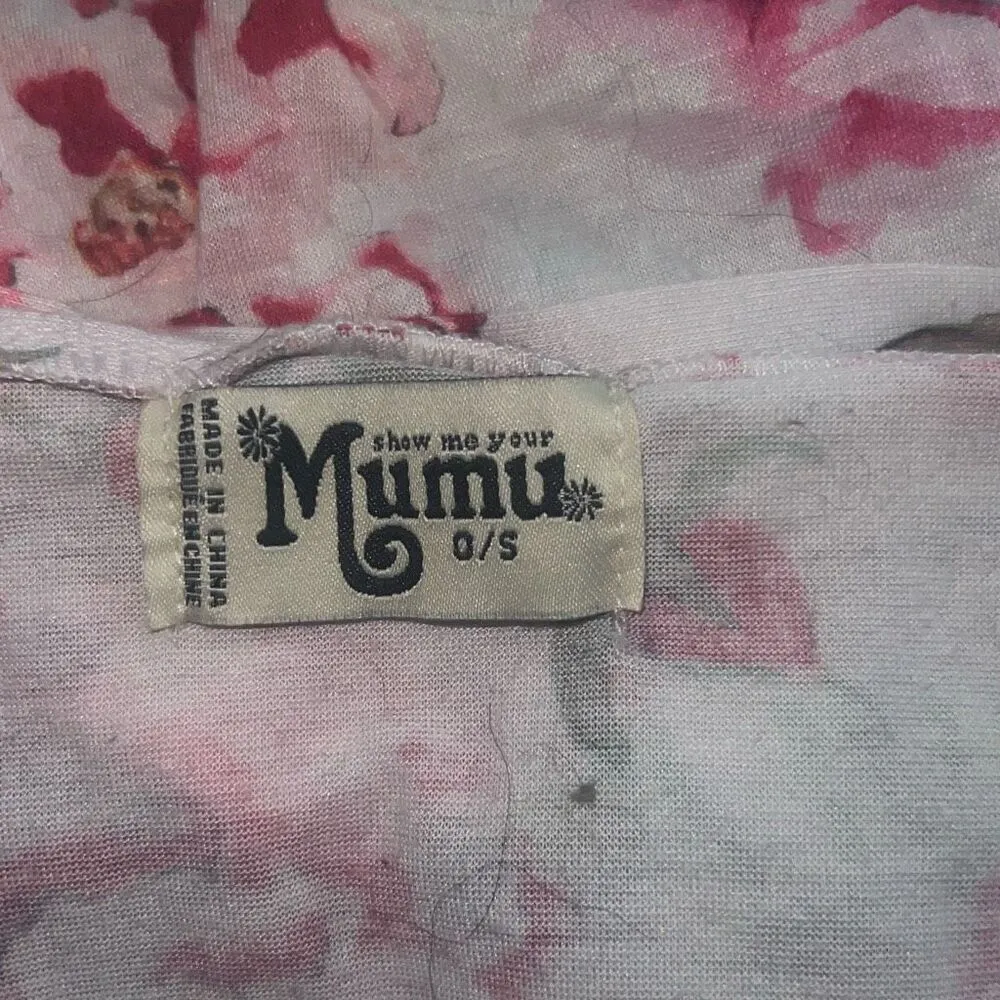 show me your
Mumu
O/S
MADE IN CHINA
FABRIQUÉ EN CHINE